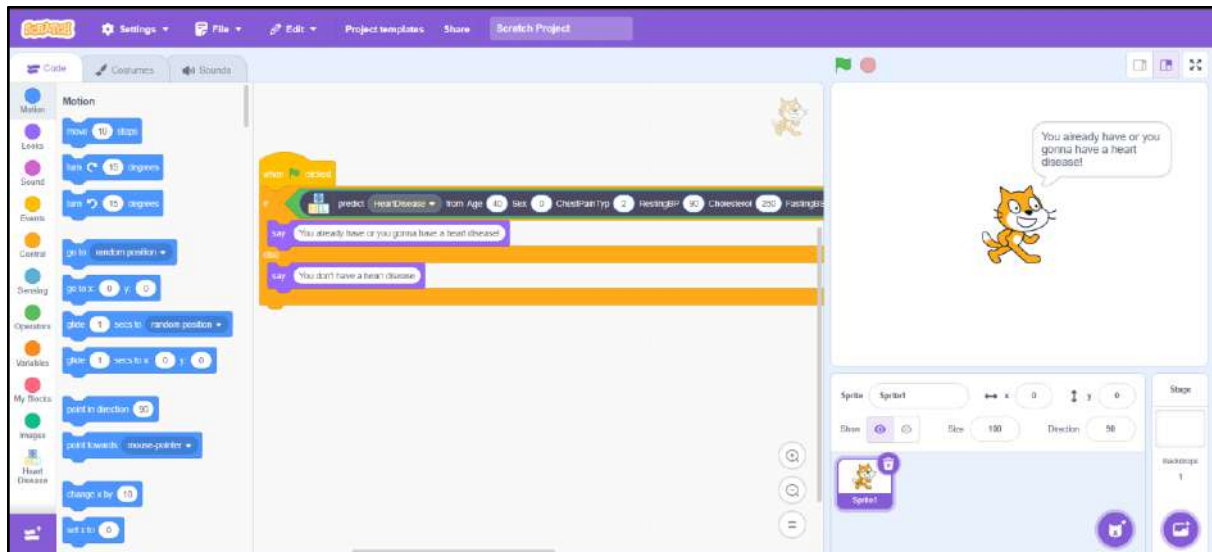 SCRATCH Settings File Edit Project templates Share Scratch Project
Code Costumes Sounds
Motion
Looks
Sound
Events
Control
Sensing
Operators
Variables
My Blocks
Images
Heart
Disease
Motion
move 10 steps
turn 15 degrees
turn 15 degrees
go to random position
go to x: 0 y: 0
glide 1 secs to random position
glide 1 secs to x: 0 y: 0
point in direction 90
point towards mouse-pointer
change x by 10
set x to 0
when clicked
if predict HeartDisease from Age 40 Sex 0 ChestPainTyp 2 RestingBP 90 Cholesterol 280 FastingBS
say You already have or you gonna have a heart disease!
else
say You don't have a heart disease
You already have or you
gonna have a heart
disease!
Sprite Sprite1 x 0 y 0
Show Size 100 Direction 90
Sprite1
Stage
Backdrops
1